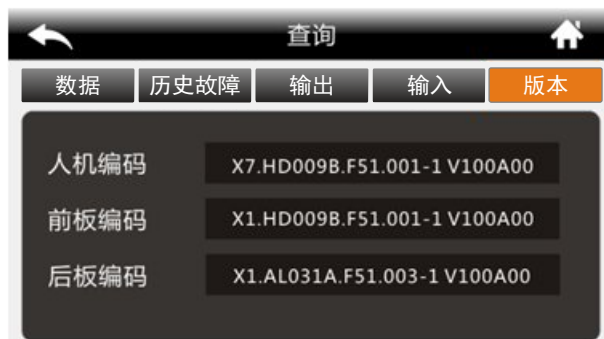 查询
数据 历史故障 输出 输入 版本
人机编码 X7.HD009B.F51.001-1 V100A00
前板编码 X1.HD009B.F51.001-1 V100A00
后板编码 X1.AL031A.F51.003-1 V100A00